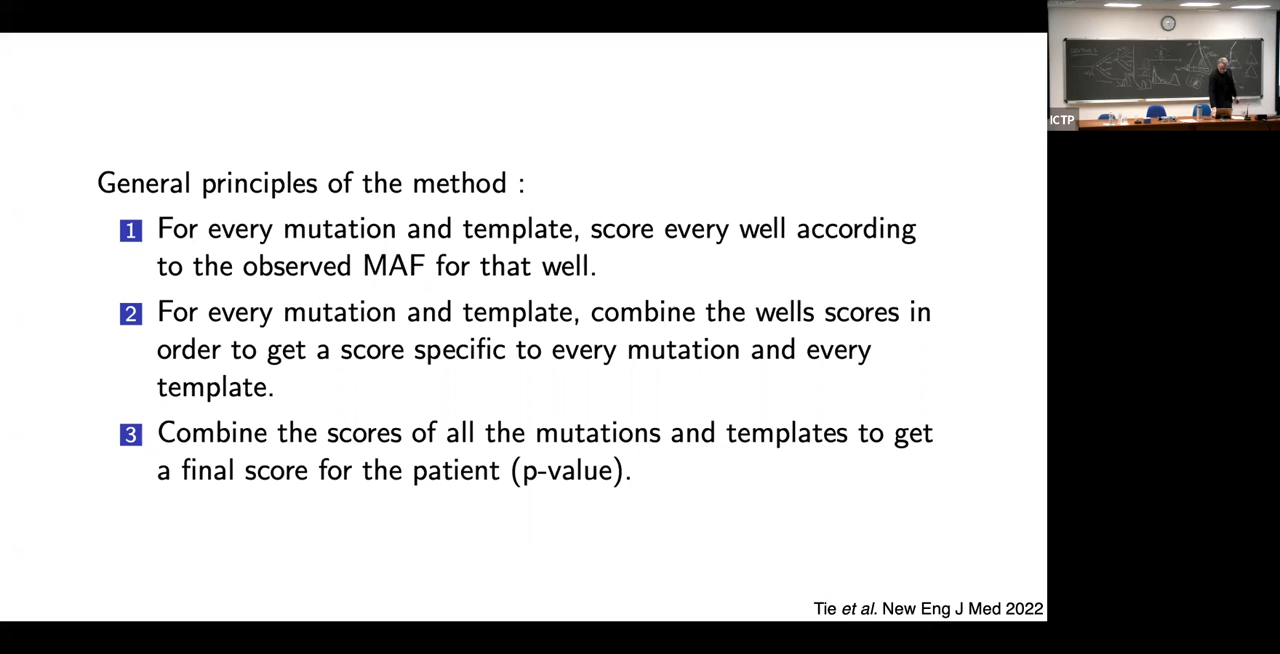 General principles of the method :
1 For every mutation and template, score every well according
to the observed MAF for that well.
2 For every mutation and template, combine the wells scores in
order to get a score specific to every mutation and every
template.
3 Combine the scores of all the mutations and templates to get
a final score for the patient (p-value).
Tie et al. New Eng J Med 2022
ICTP